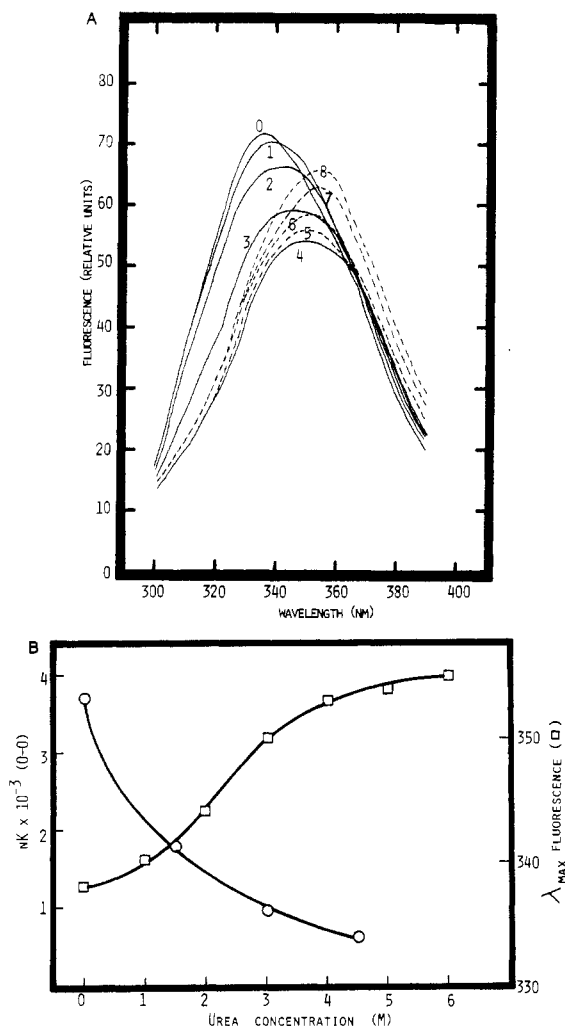 A
FLUORESCENCE (RELATIVE UNITS)
80
70
60
50
40
30
20
10
0
0
1
2
3
4
5
6
7
8
300 320 340 360 380 400
WAVELENGTH (NM)
B
NK × 10⁻³ (O-O)
4
3
2
1
350
340
330
λMAX FLUORESCENCE (□)
0 1 2 3 4 5 6
UREA CONCENTRATION (M)